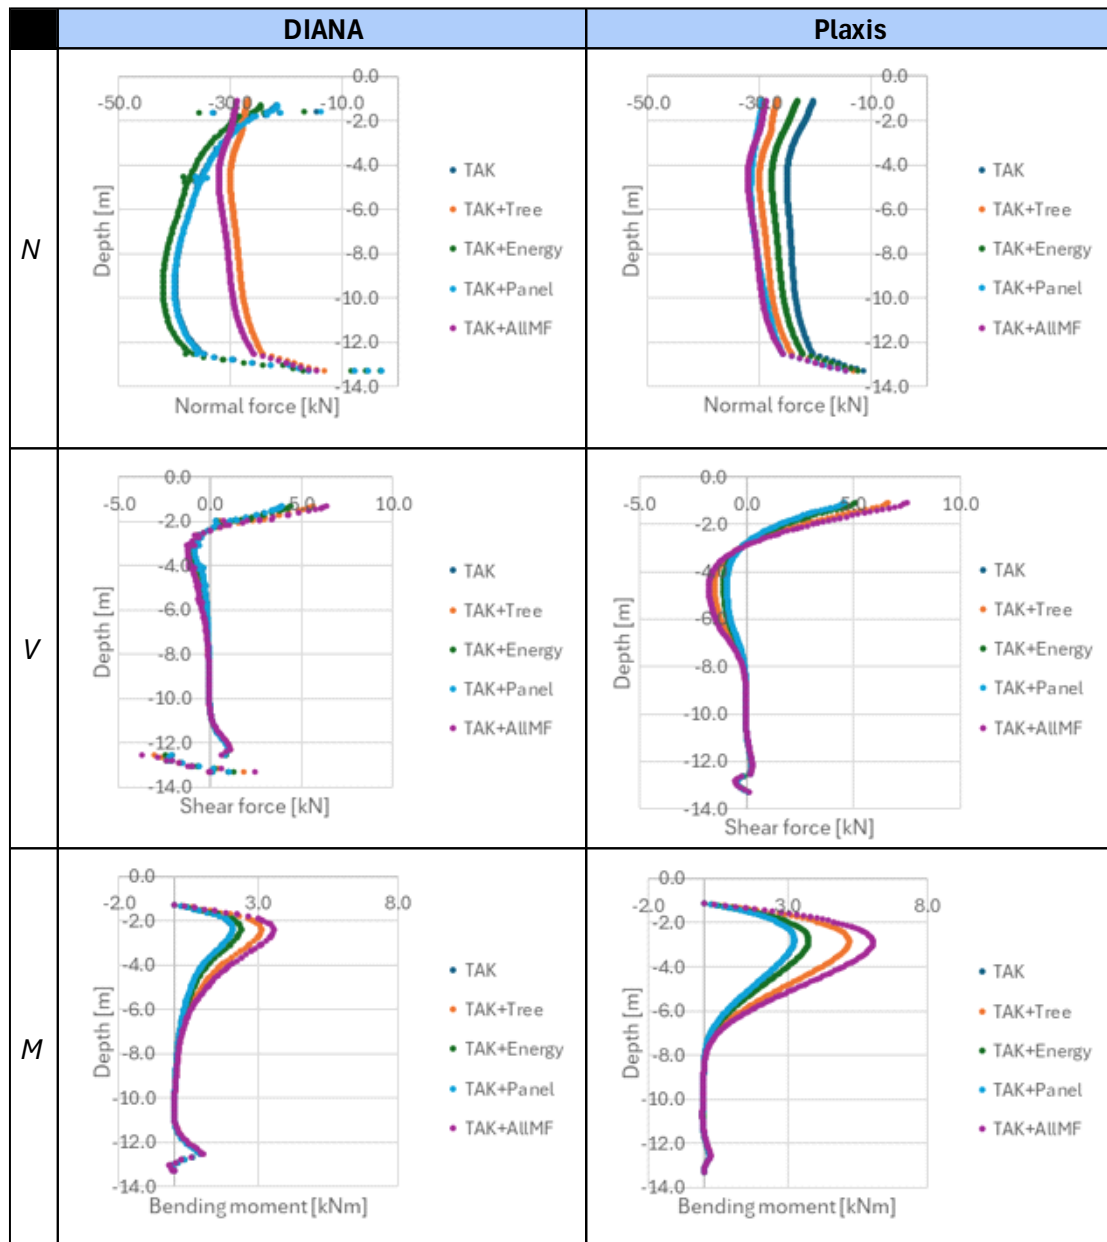 DIANA
Plaxis
N
0.0
-50.0 -30.0 -10.0
-2.0
-4.0
-6.0
-8.0
-10.0
-12.0
-14.0
Depth [m]
Normal force [kN]
TAK
TAK+Tree
TAK+Energy
TAK+Panel
TAK+AllMF
0.0
-50.0 -30.0 -10.0
-2.0
-4.0
-6.0
-8.0
-10.0
-12.0
-14.0
Depth [m]
Normal force [kN]
TAK
TAK+Tree
TAK+Energy
TAK+Panel
TAK+AllMF
V
0.0
-5.0 0.0 5.0 10.0
-2.0
-4.0
-6.0
-8.0
-10.0
-12.0
-14.0
Depth [m]
Shear force [kN]
TAK
TAK+Tree
TAK+Energy
TAK+Panel
TAK+AllMF
0.0
-5.0 0.0 5.0 10.0
-2.0
-4.0
-6.0
-8.0
-10.0
-12.0
-14.0
Depth [m]
Shear force [kN]
TAK
TAK+Tree
TAK+Energy
TAK+Panel
TAK+AllMF
M
0.0
-2.0 3.0 8.0
-2.0
-4.0
-6.0
-8.0
-10.0
-12.0
-14.0
Depth [m]
Bending moment [kNm]
TAK
TAK+Tree
TAK+Energy
TAK+Panel
TAK+AllMF
0.0
-2.0 3.0 8.0
-2.0
-4.0
-6.0
-8.0
-10.0
-12.0
-14.0
Depth [m]
Bending moment [kNm]
TAK
TAK+Tree
TAK+Energy
TAK+Panel
TAK+AllMF